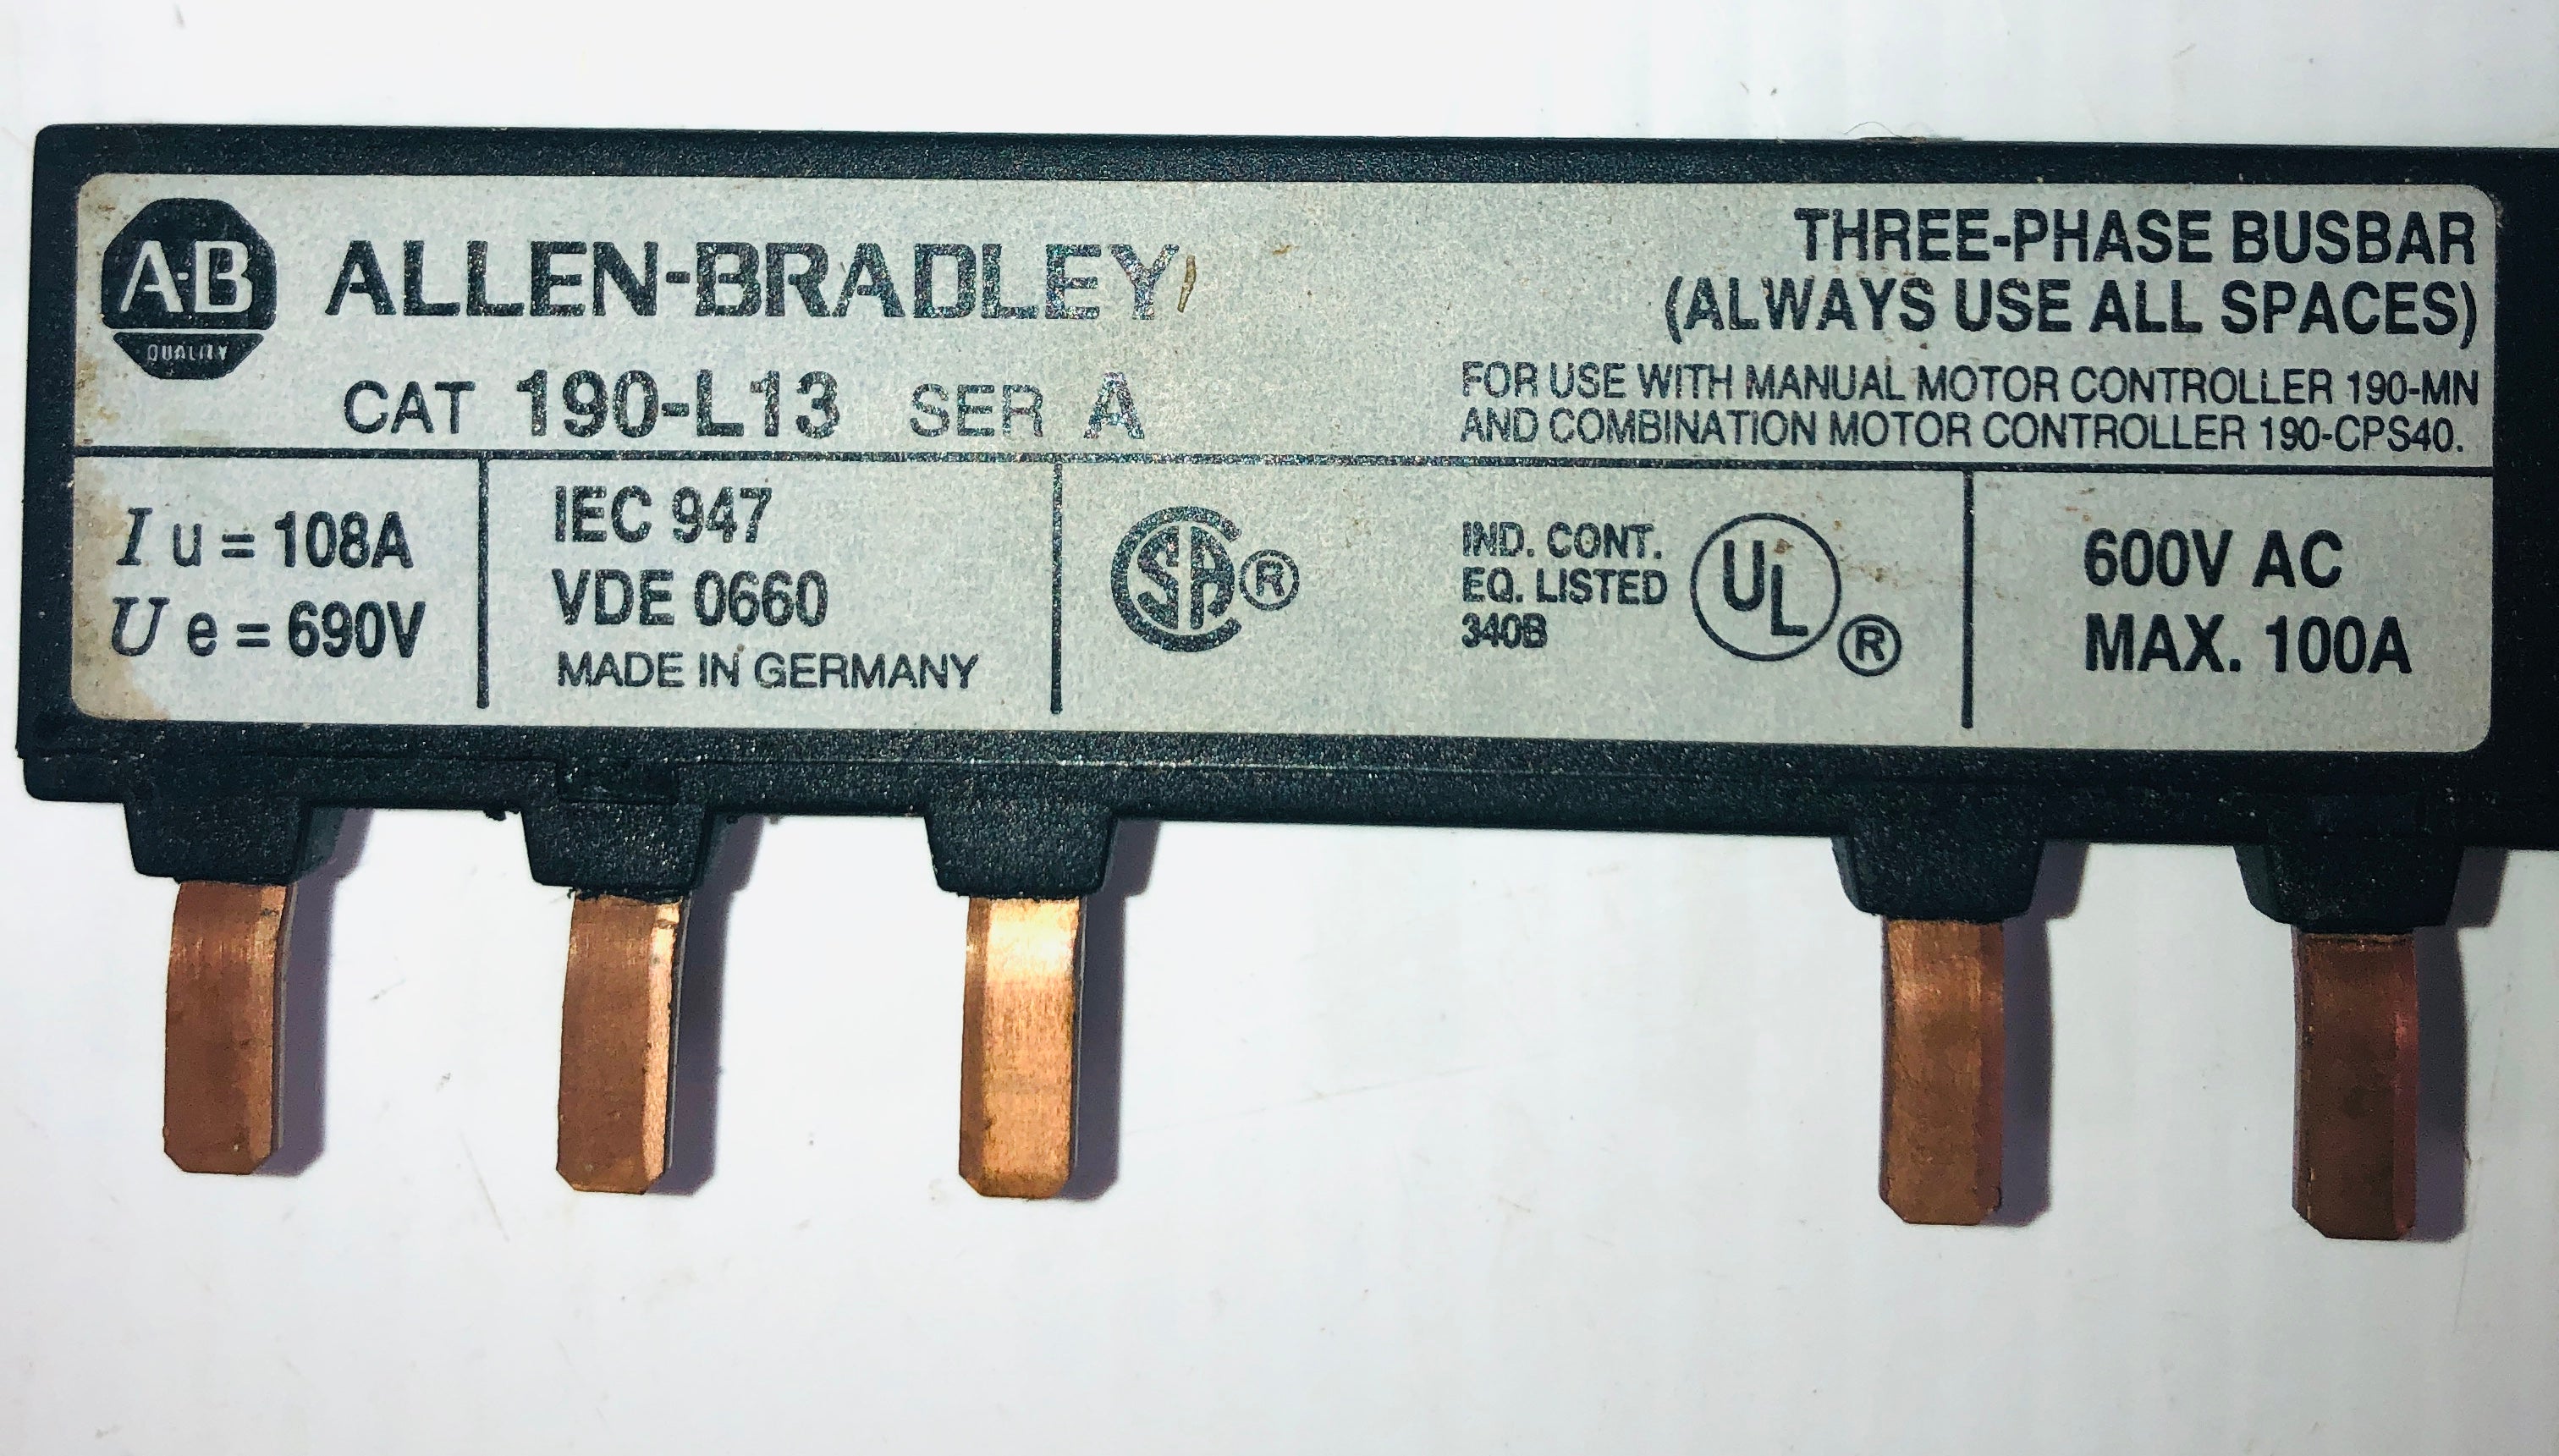 A-B
QUALITY
ALLEN-BRADLEY
CAT 190-L13 SER A
THREE-PHASE BUSBAR
(ALWAYS USE ALL SPACES)
FOR USE WITH MANUAL MOTOR CONTROLLER 190-MN
AND COMBINATION MOTOR CONTROLLER 190-CPS40.
I u = 108A
U e = 690V
IEC 947
VDE 0660
MADE IN GERMANY
SA ®
IND. CONT.
EQ. LISTED
340B
UL ®
600V AC
MAX. 100A